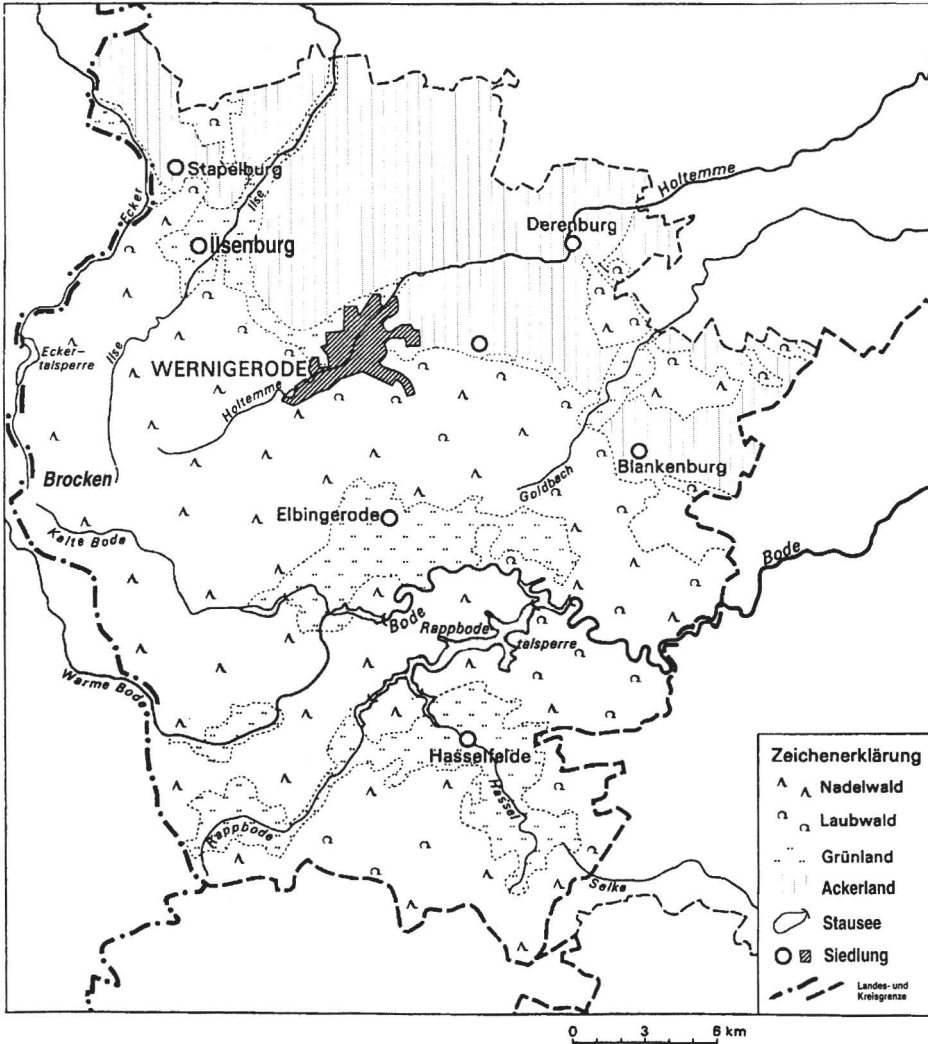 Holtemme
Stapelburg
Ilse
Ecker
Derenburg
Ilsenburg
Ecker-
talsperre
Ilse
WERNIGERODE
Holtemme
Blankenburg
Brocken
Goldbach
Elbingerode
Kalte Bode
Bode
Bode
Rappbode
talsperre
Warme Bode
Hasselfelde
Hassel
Rappbode
Selke
Zeichenerklärung
Nadelwald
Laubwald
Grünland
Ackerland
Stausee
Siedlung
Landes- und
Kreisgrenze
0 3 6 km